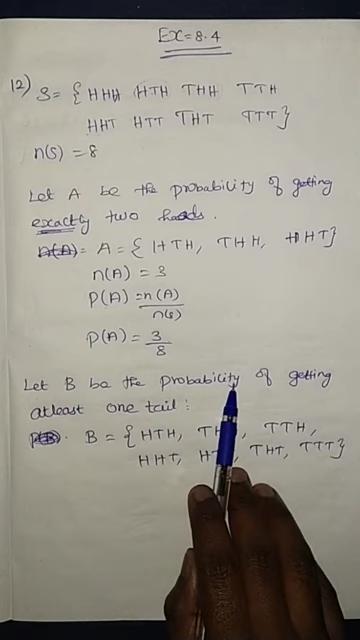 Ex=8.4
12) S = { HHH HTH THH TTH
HHT HTT THT TTT}
n(S) = 8
Let A be the probability of getting
exactly two heads.
A = { HTH, THH, HHT}
n(A) = 3
P(A) = n(A)/n(S)
P(A) = 3/8
Let B be the probability of getting
atleast one tail:
B = { HTH, TTH,
HHT, THT, TTT}